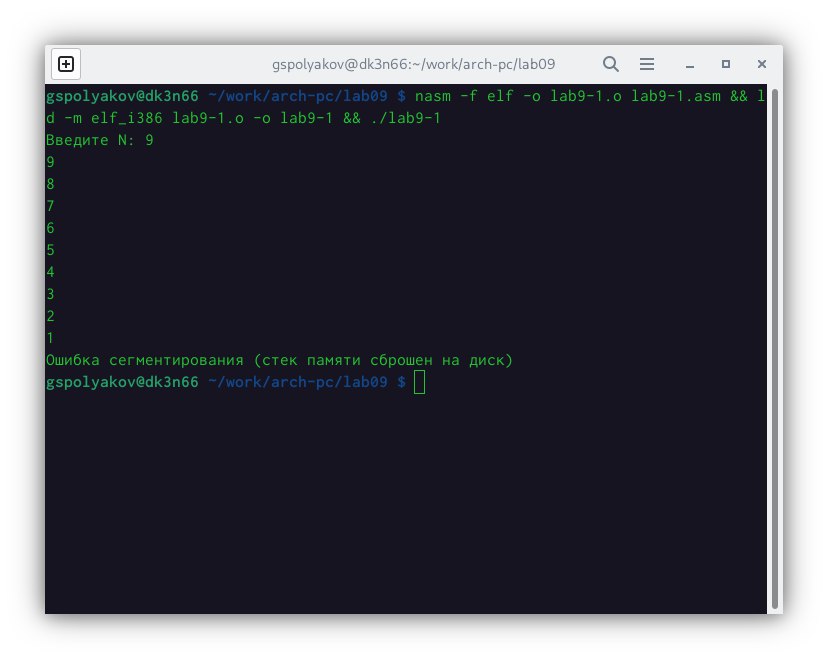 gspolyakov@dk3n66:~/work/arch-pc/lab09
gspolyakov@dk3n66 ~/work/arch-pc/lab09 $ nasm -f elf -o lab9-1.o lab9-1.asm && l
d -m elf_i386 lab9-1.o -o lab9-1 && ./lab9-1
Введите N: 9
9
8
7
6
5
4
3
2
1
Ошибка сегментирования (стек памяти сброшен на диск)
gspolyakov@dk3n66 ~/work/arch-pc/lab09 $